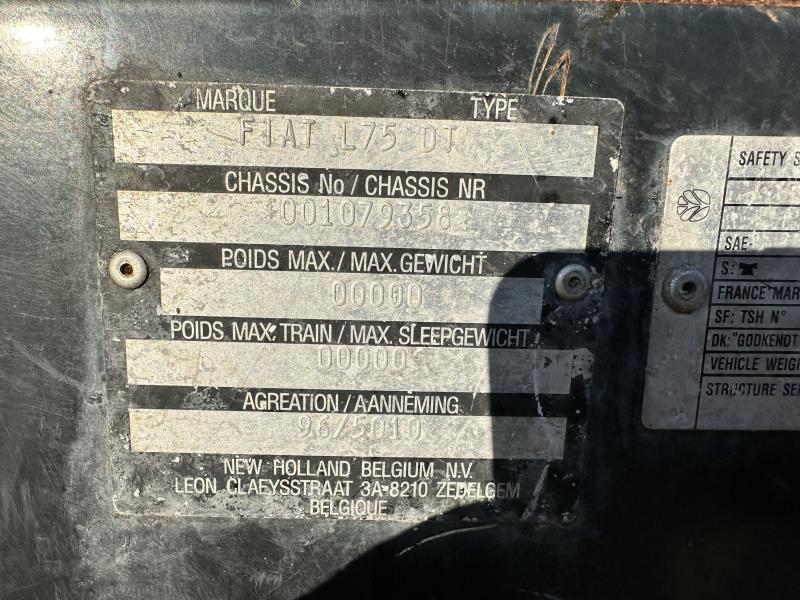 MARQUE TYPE
FIAT L75 DT
CHASSIS No / CHASSIS NR
001079358
POIDS MAX. / MAX. GEWICHT
00000
POIDS MAX. TRAIN / MAX. SLEEPGEWICHT
00000
AGREATION / AANNEMING
96/5010
NEW HOLLAND BELGIUM N.V.
LEON CLAEYSSTRAAT 3A-8210 ZEDELGEM
BELGIQUE
SAFETY S
SAE-
S:
FRANCE MAR
SF: TSH N°
DK: "GODKENDT
VEHICLE WEIGH
STRUCTURE SE